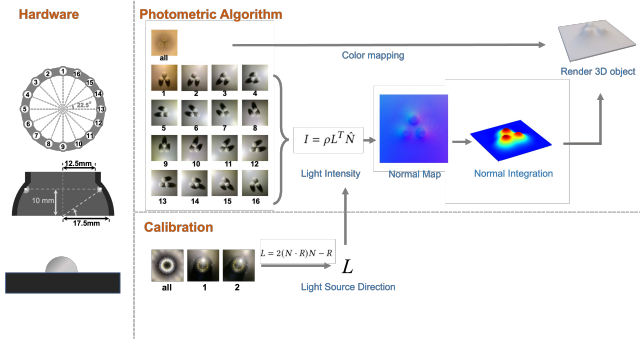 Hardware
Photometric Algorithm
1
2
16
3
15
4
14
5
13
22.5°
6
12
7
11
8
10
9
12.5mm
10 mm
17.5mm
all
1 2 3 4
5 6 7 8
9 10 11 12
13 14 15 16
Color mapping
Render 3D object
I = ρL^T N̂
Light Intensity
Normal Map
Normal Integration
Calibration
all 1 2
L = 2(N · R)N − R
L
Light Source Direction